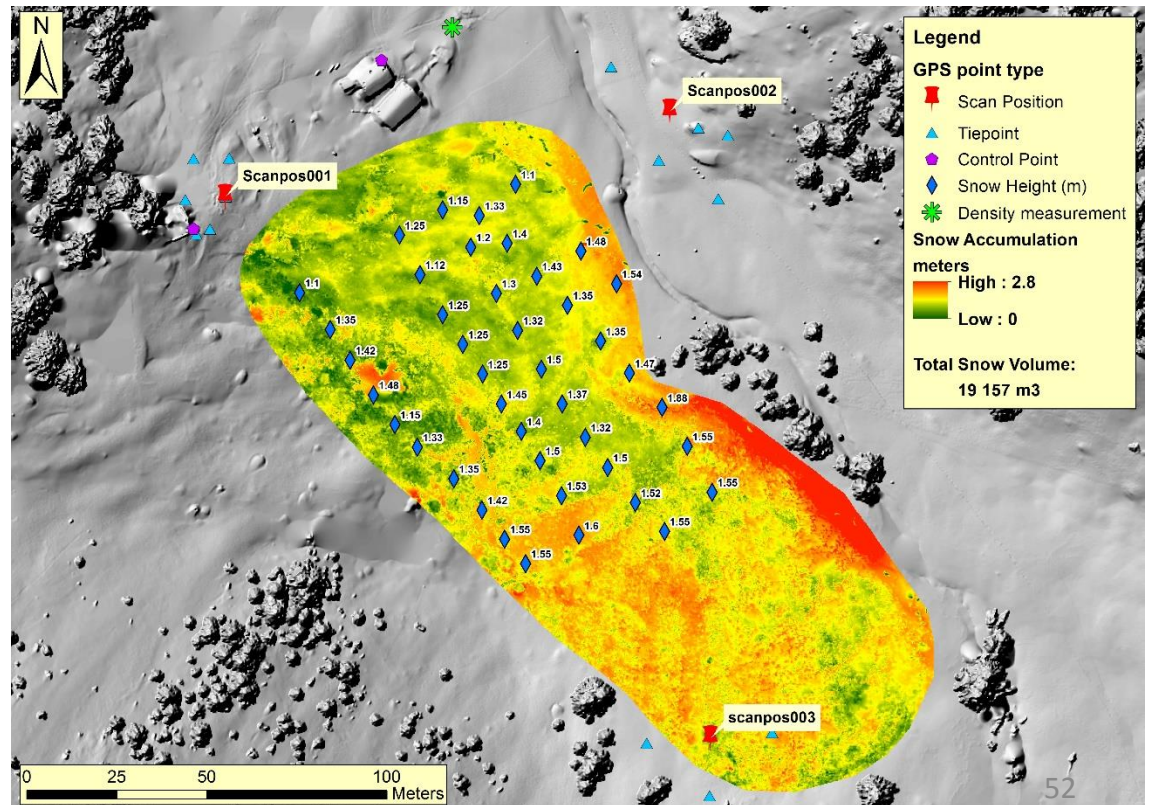 N
Legend
GPS point type
Scan Position
Tiepoint
Control Point
Snow Height (m)
Density measurement
Snow Accumulation
meters
High : 2.8
Low : 0
Total Snow Volume:
19 157 m3
Scanpos002
Scanpos001
1.1
1.15
1.33
1.25
1.2
1.4
1.48
1.12
1.43
1.54
1.1
1.3
1.35
1.25
1.35
1.32
1.35
1.25
1.42
1.25
1.5
1.47
1.48
1.45
1.37
1.88
1.15
1.4
1.32
1.33
1.55
1.5
1.5
1.35
1.53
1.55
1.42
1.52
1.55
1.6
1.55
1.55
scanpos003
0 25 50 100
Meters
52